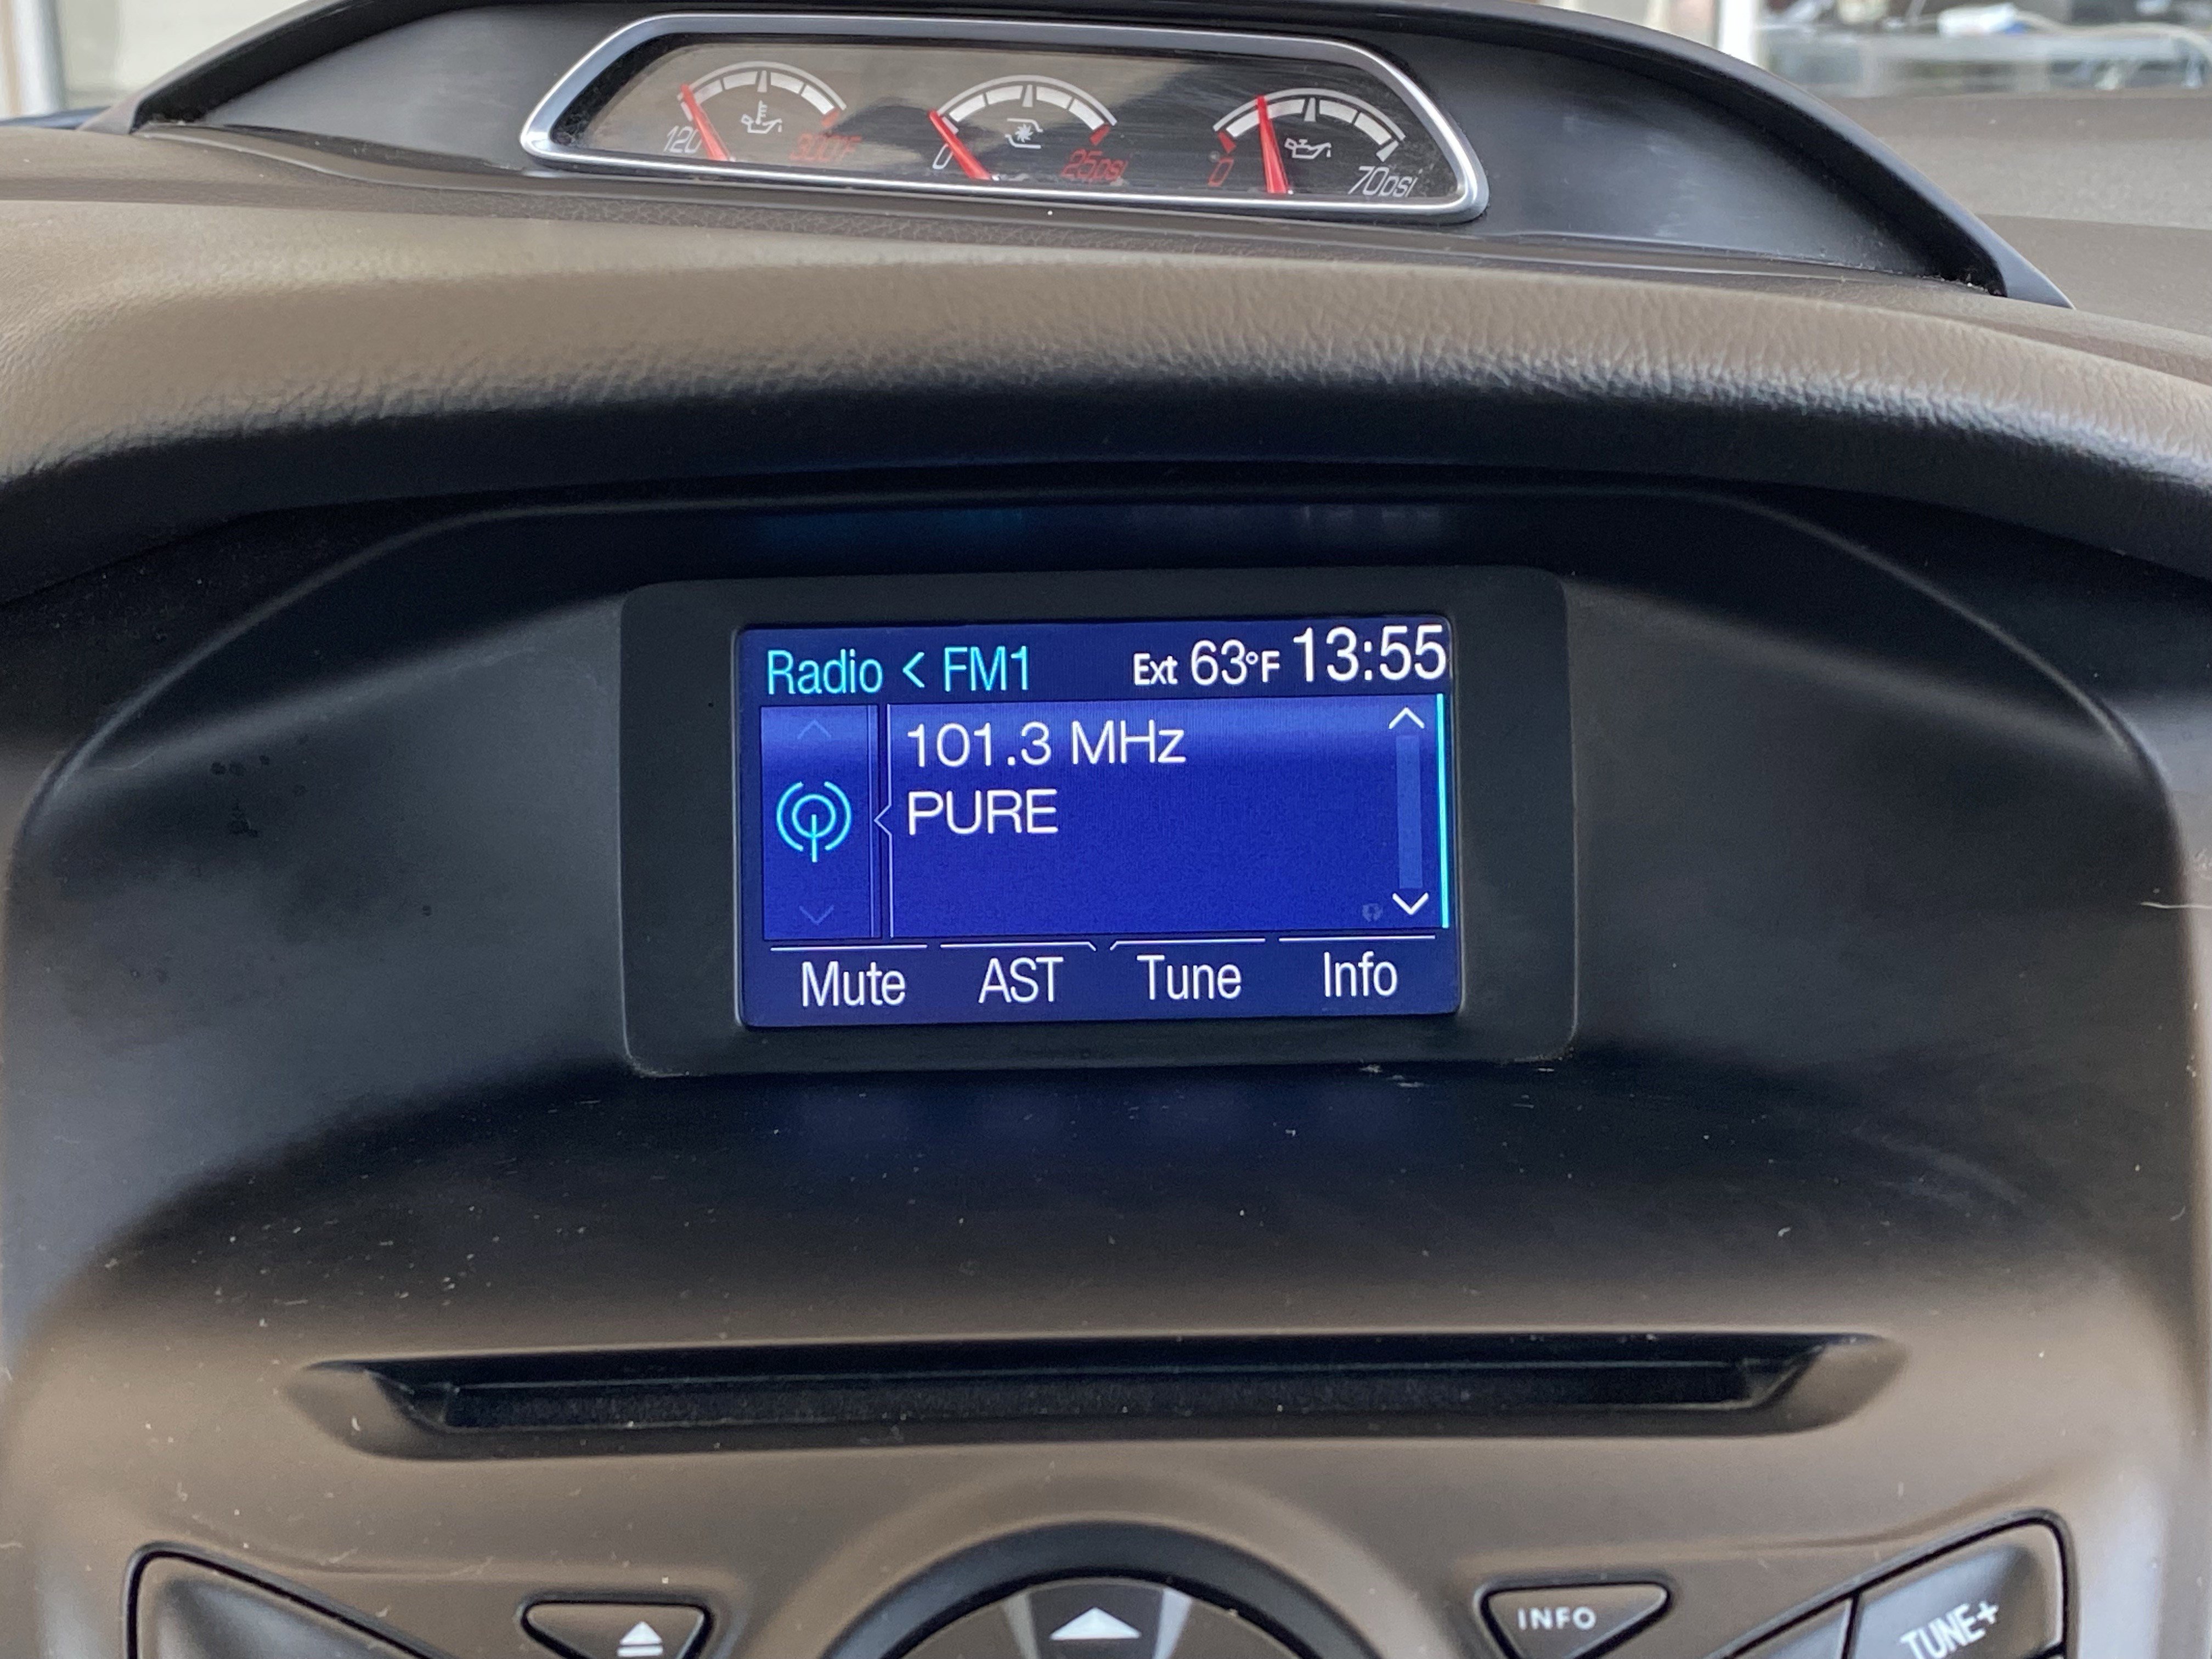 120 300°F
0 25psi
0 70psi
Radio < FM1 Ext 63°F 13:55
101.3 MHz
PURE
Mute AST Tune Info
INFO
TUNE+